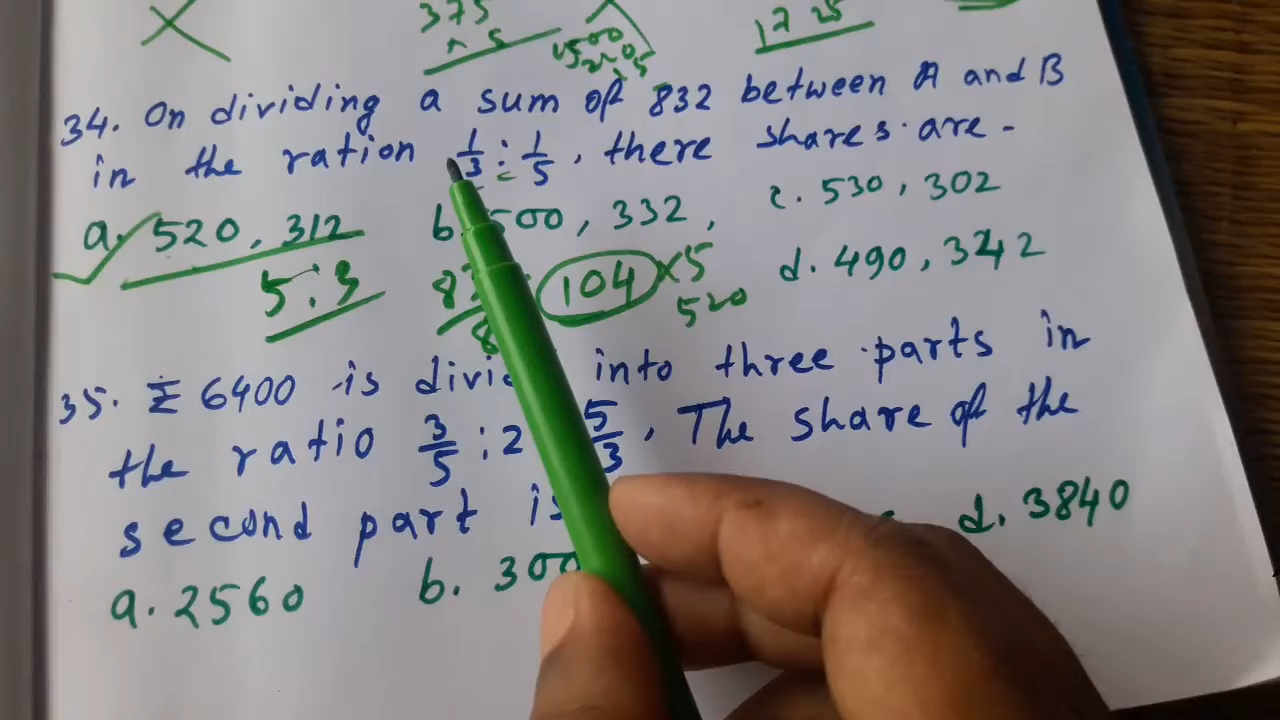 375
× 5
1725
34. On dividing a sum of 832 between A and B
in the ration 1/3 : 1/5 , there shares are -
a. 520, 312 b. 500, 332, c. 530, 302
5:3 104 ×5 d. 490, 342
8 520
35. ₹ 6400 is into three parts in
the ratio 3/5 : 2 5/3 . The share of the
second part is
a. 2560 b. 300 d. 3840